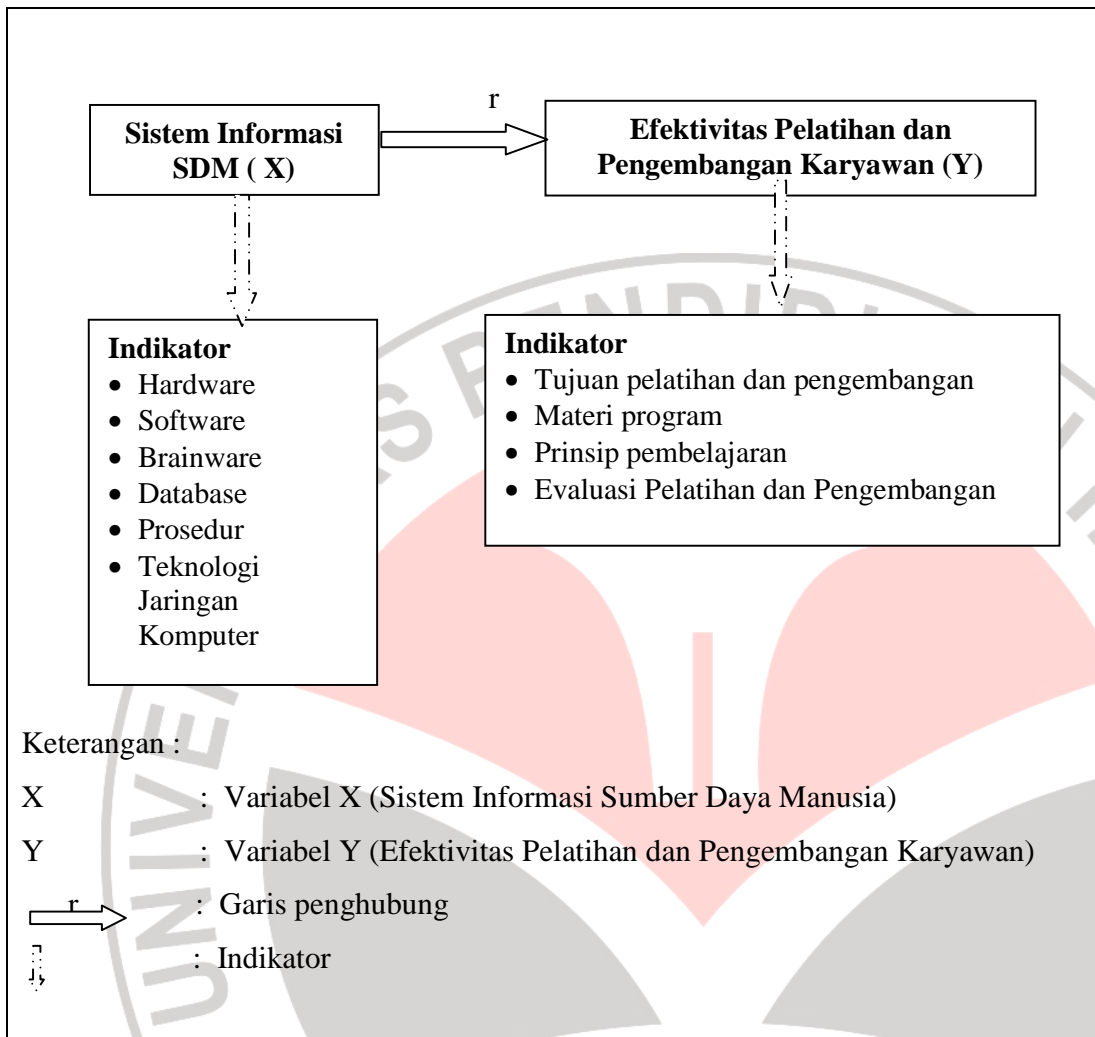 r
Sistem Informasi
SDM ( X)
Efektivitas Pelatihan dan
Pengembangan Karyawan (Y)
Indikator
• Hardware
• Software
• Brainware
• Database
• Prosedur
• Teknologi
Jaringan
Komputer
Indikator
• Tujuan pelatihan dan pengembangan
• Materi program
• Prinsip pembelajaran
• Evaluasi Pelatihan dan Pengembangan
Keterangan :
X : Variabel X (Sistem Informasi Sumber Daya Manusia)
Y : Variabel Y (Efektivitas Pelatihan dan Pengembangan Karyawan)
r : Garis penghubung
: Indikator